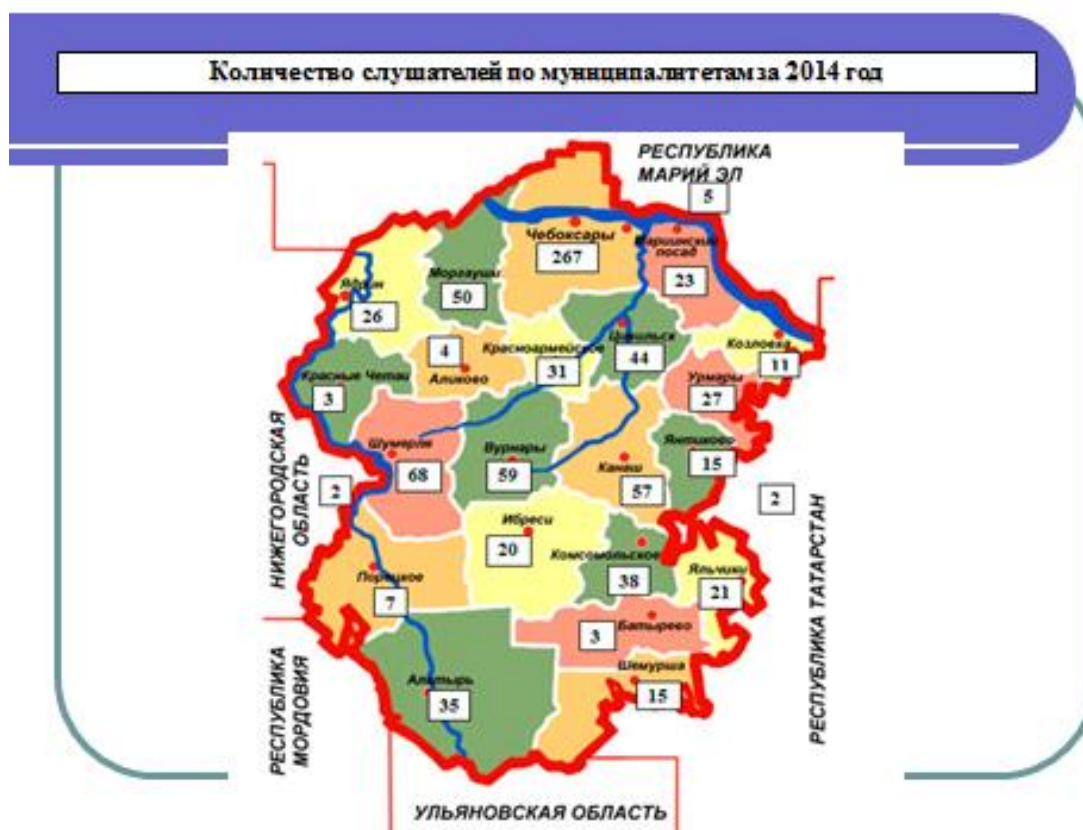 Количество слушателей по муниципалитетам за 2014 год
РЕСПУБЛИКА
МАРИЙ ЭЛ
5
Чебоксары
267
Мариинский
посад
23
Моргауши
50
Ядрин
26
Козловка
11
Цивильск
44
Красноармейское
31
4
Аликово
Урмары
27
Красные Четаи
3
Шумерля
68
Вурнары
59
Канаш
57
Янтиково
15
НИЖЕГОРОДСКАЯ
ОБЛАСТЬ
2
2
РЕСПУБЛИКА ТАТАРСТАН
Ибреси
20
Комсомольское
38
Яльчики
21
Порецкое
7
3
Батырево
Шемурша
15
Алатырь
35
РЕСПУБЛИКА
МОРДОВИЯ
УЛЬЯНОВСКАЯ ОБЛАСТЬ